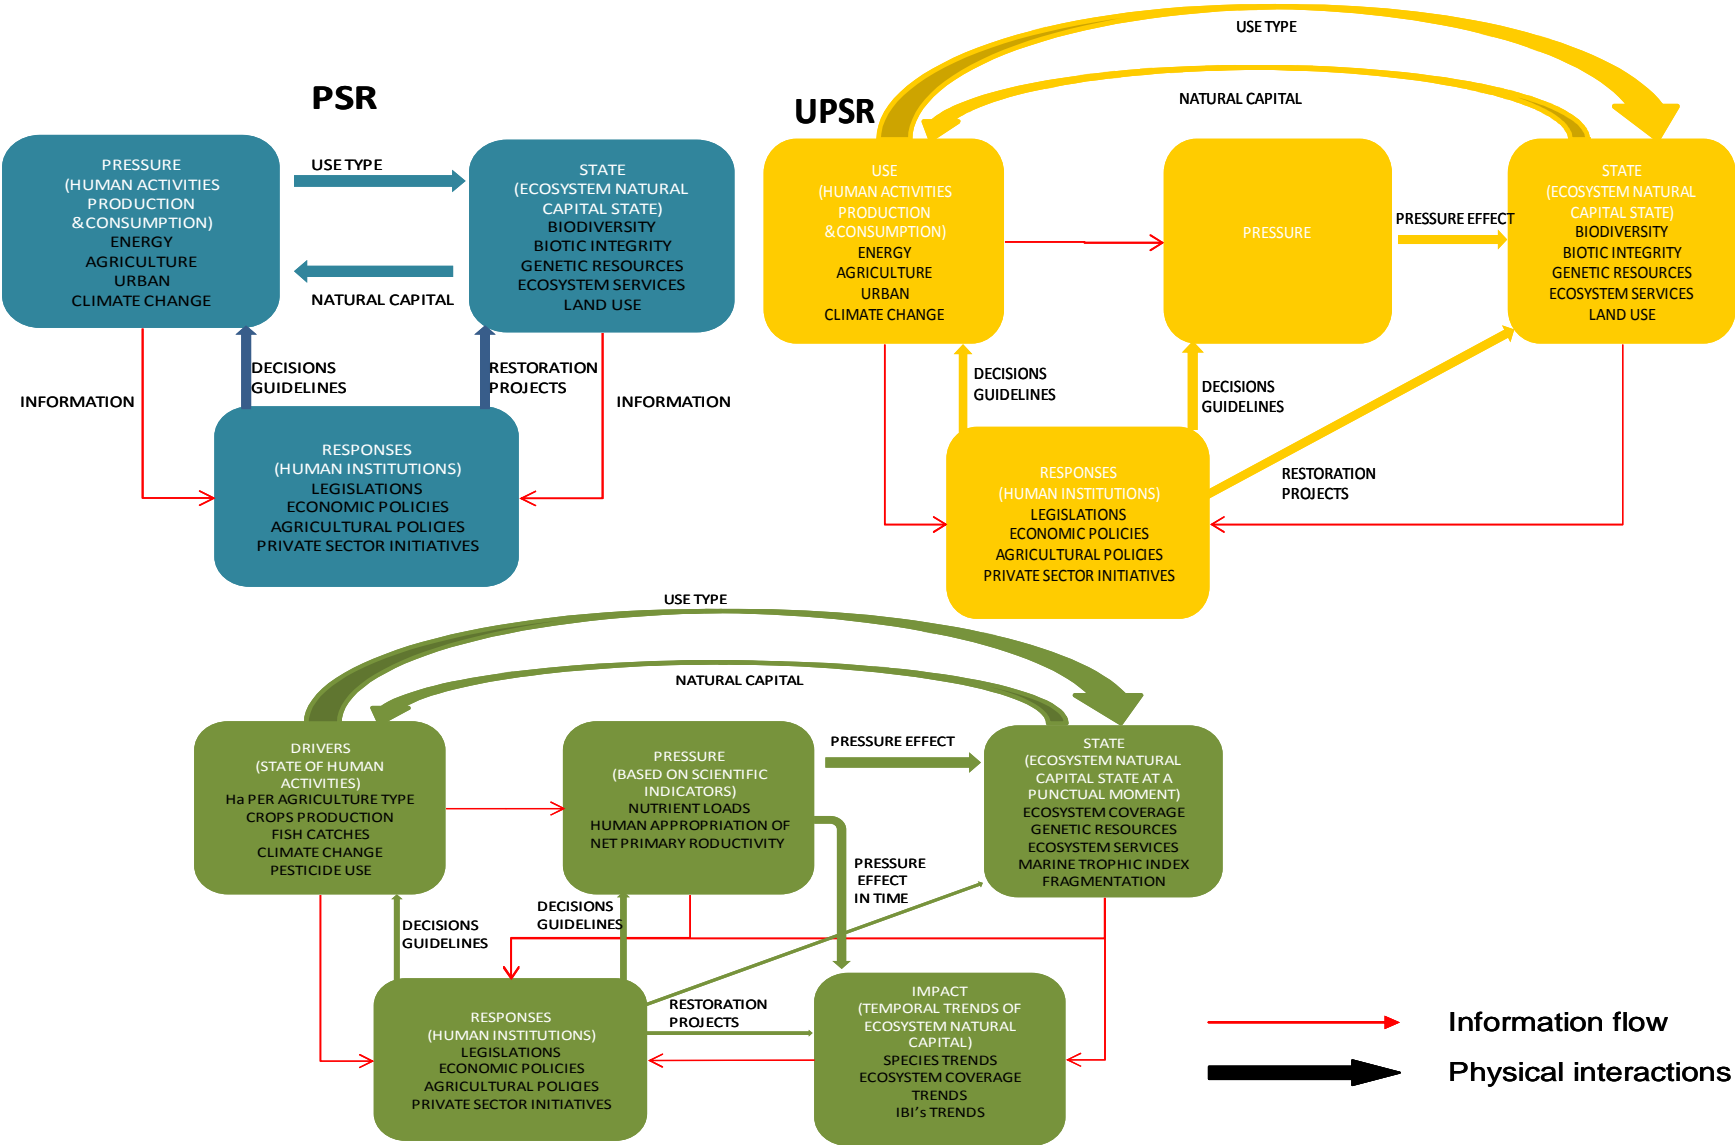 PSR
PRESSURE
(HUMAN ACTIVITIES
PRODUCTION
&CONSUMPTION)
ENERGY
AGRICULTURE
URBAN
CLIMATE CHANGE
USE TYPE
NATURAL CAPITAL
STATE
(ECOSYSTEM NATURAL
CAPITAL STATE)
BIODIVERSITY
BIOTIC INTEGRITY
GENETIC RESOURCES
ECOSYSTEM SERVICES
LAND USE
INFORMATION
DECISIONS
GUIDELINES
RESTORATION
PROJECTS
INFORMATION
RESPONSES
(HUMAN INSTITUTIONS)
LEGISLATIONS
ECONOMIC POLICIES
AGRICULTURAL POLICIES
PRIVATE SECTOR INITIATIVES
UPSR
USE TYPE
NATURAL CAPITAL
USE
(HUMAN ACTIVITIES
PRODUCTION
&CONSUMPTION)
ENERGY
AGRICULTURE
URBAN
CLIMATE CHANGE
PRESSURE
PRESSURE EFFECT
STATE
(ECOSYSTEM NATURAL
CAPITAL STATE)
BIODIVERSITY
BIOTIC INTEGRITY
GENETIC RESOURCES
ECOSYSTEM SERVICES
LAND USE
DECISIONS
GUIDELINES
DECISIONS
GUIDELINES
RESTORATION
PROJECTS
RESPONSES
(HUMAN INSTITUTIONS)
LEGISLATIONS
ECONOMIC POLICIES
AGRICULTURAL POLICIES
PRIVATE SECTOR INITIATIVES
USE TYPE
NATURAL CAPITAL
DRIVERS
(STATE OF HUMAN
ACTIVITIES)
Ha PER AGRICULTURE TYPE
CROPS PRODUCTION
FISH CATCHES
CLIMATE CHANGE
PESTICIDE USE
PRESSURE
(BASED ON SCIENTIFIC
INDICATORS)
NUTRIENT LOADS
HUMAN APPROPRIATION OF
NET PRIMARY RODUCTIVITY
PRESSURE EFFECT
STATE
(ECOSYSTEM NATURAL
CAPITAL STATE AT A
PUNCTUAL MOMENT)
ECOSYSTEM COVERAGE
GENETIC RESOURCES
ECOSYSTEM SERVICES
MARINE TROPHIC INDEX
FRAGMENTATION
PRESSURE
EFFECT
IN TIME
DECISIONS
GUIDELINES
DECISIONS
GUIDELINES
RESPONSES
(HUMAN INSTITUTIONS)
LEGISLATIONS
ECONOMIC POLICIES
AGRICULTURAL POLICIES
PRIVATE SECTOR INITIATIVES
RESTORATION
PROJECTS
IMPACT
(TEMPORAL TRENDS OF
ECOSYSTEM NATURAL
CAPITAL)
SPECIES TRENDS
ECOSYSTEM COVERAGE
TRENDS
IBI's TRENDS
Information flow
Physical interactions